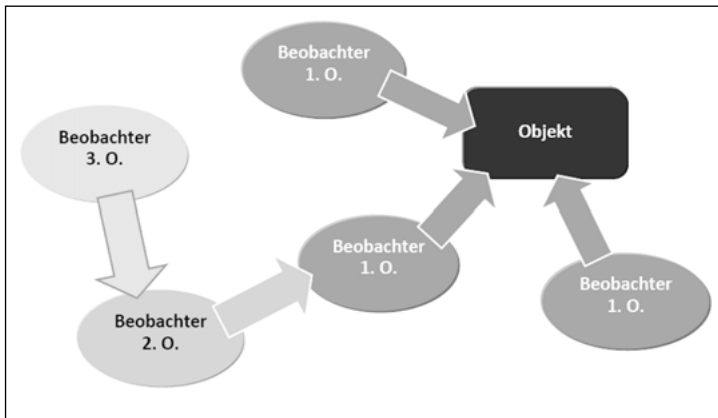 Beobachter
1. O.
Objekt
Beobachter
3. O.
Beobachter
1. O.
Beobachter
1. O.
Beobachter
2. O.